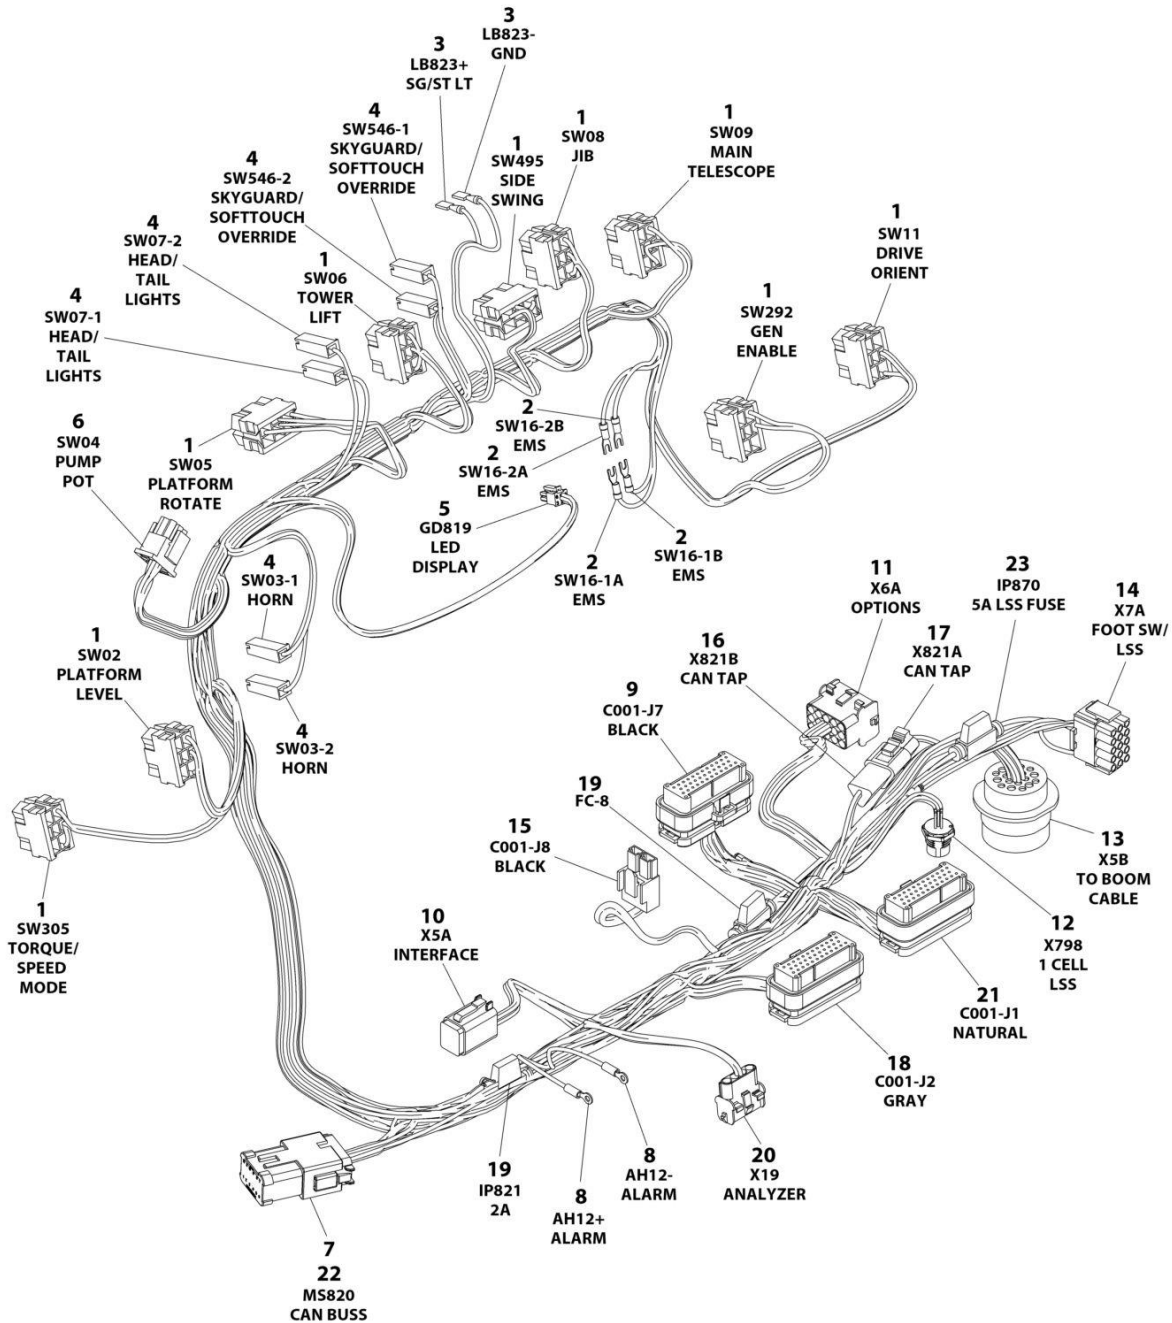 3
LB823-
GND
3
LB823+
SG/ST LT
4
SW546-1
SKYGUARD/
SOFTTOUCH
OVERRIDE
4
SW546-2
SKYGUARD/
SOFTTOUCH
OVERRIDE
1
SW495
SIDE
SWING
1
SW08
JIB
1
SW09
MAIN
TELESCOPE
1
SW11
DRIVE
ORIENT
4
SW07-2
HEAD/
TAIL
LIGHTS
1
SW06
TOWER
LIFT
4
SW07-1
HEAD/
TAIL
LIGHTS
1
SW292
GEN
ENABLE
6
SW04
PUMP
POT
1
SW05
PLATFORM
ROTATE
2
SW16-2B
EMS
2
SW16-2A
EMS
5
GD819
LED
DISPLAY
2
SW16-1A
EMS
2
SW16-1B
EMS
4
SW03-1
HORN
4
SW03-2
HORN
1
SW02
PLATFORM
LEVEL
1
SW305
TORQUE/
SPEED
MODE
11
X6A
OPTIONS
23
IP870
5A LSS FUSE
14
X7A
FOOT SW/
LSS
16
X821B
CAN TAP
17
X821A
CAN TAP
9
C001-J7
BLACK
19
FC-8
15
C001-J8
BLACK
13
X5B
TO BOOM
CABLE
12
X798
1 CELL
LSS
10
X5A
INTERFACE
21
C001-J1
NATURAL
18
C001-J2
GRAY
20
X19
ANALYZER
8
AH12-
ALARM
8
AH12+
ALARM
19
IP821
2A
7
22
MS820
CAN BUSS